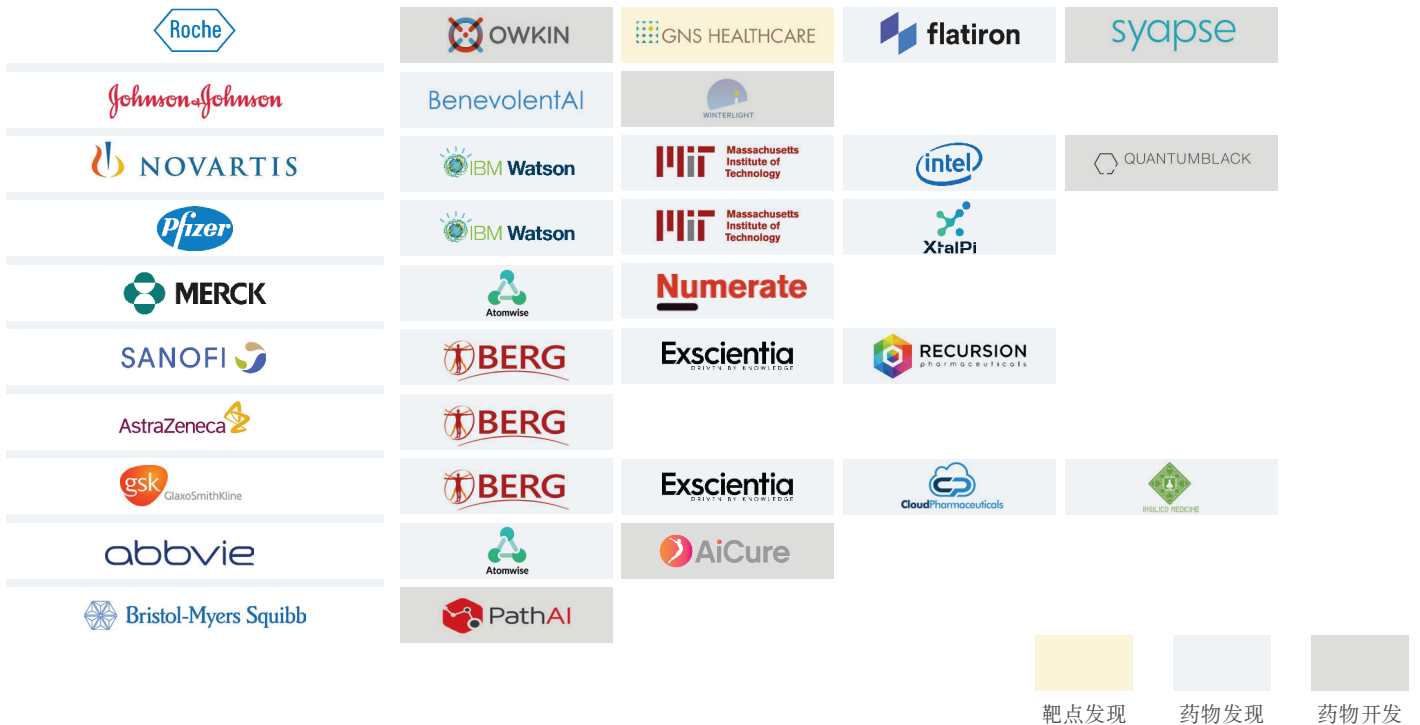 Roche
OWKIN
GNS HEALTHCARE
flatiron
syapse
Johnson&Johnson
BenevolentAI
WINTERLIGHT
NOVARTIS
IBM Watson
Massachusetts
Institute of
Technology
intel
QUANTUMBLACK
Pfizer
IBM Watson
Massachusetts
Institute of
Technology
XtalPi
MERCK
Atomwise
Numerate
SANOFI
BERG
Exscientia
DRIVEN BY KNOWLEDGE
RECURSION
pharmaceuticals
AstraZeneca
BERG
gsk
GlaxoSmithKline
BERG
Exscientia
DRIVEN BY KNOWLEDGE
CloudPharmaceuticals
INSILICO MEDICINE
abbvie
Atomwise
AiCure
Bristol-Myers Squibb
PathAI
靶点发现
药物发现
药物开发